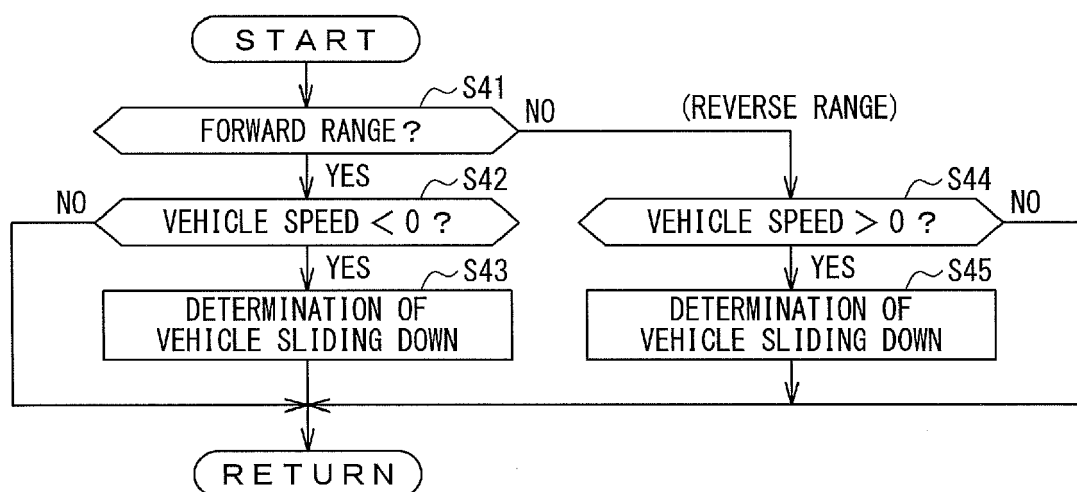 START
S41
FORWARD RANGE?
NO
(REVERSE RANGE)
YES
S42
NO
VEHICLE SPEED < 0 ?
S44
VEHICLE SPEED > 0 ?
NO
YES
S43
DETERMINATION OF
VEHICLE SLIDING DOWN
YES
S45
DETERMINATION OF
VEHICLE SLIDING DOWN
RETURN